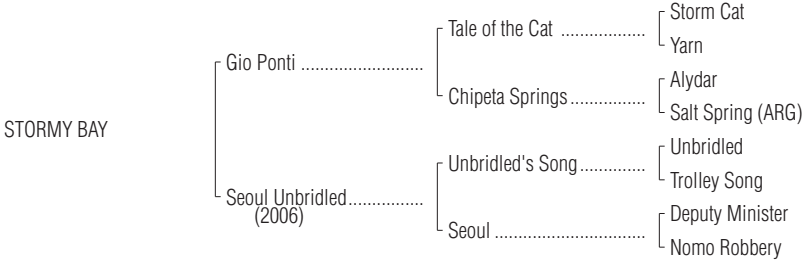 Storm Cat
Tale of the Cat ..................
Yarn
Gio Ponti ..........................
Alydar
Chipeta Springs................
Salt Spring (ARG)
STORMY BAY
Unbridled
Unbridled's Song..............
Trolley Song
Seoul Unbridled................
(2006)
Deputy Minister
Seoul ................................
Nomo Robbery